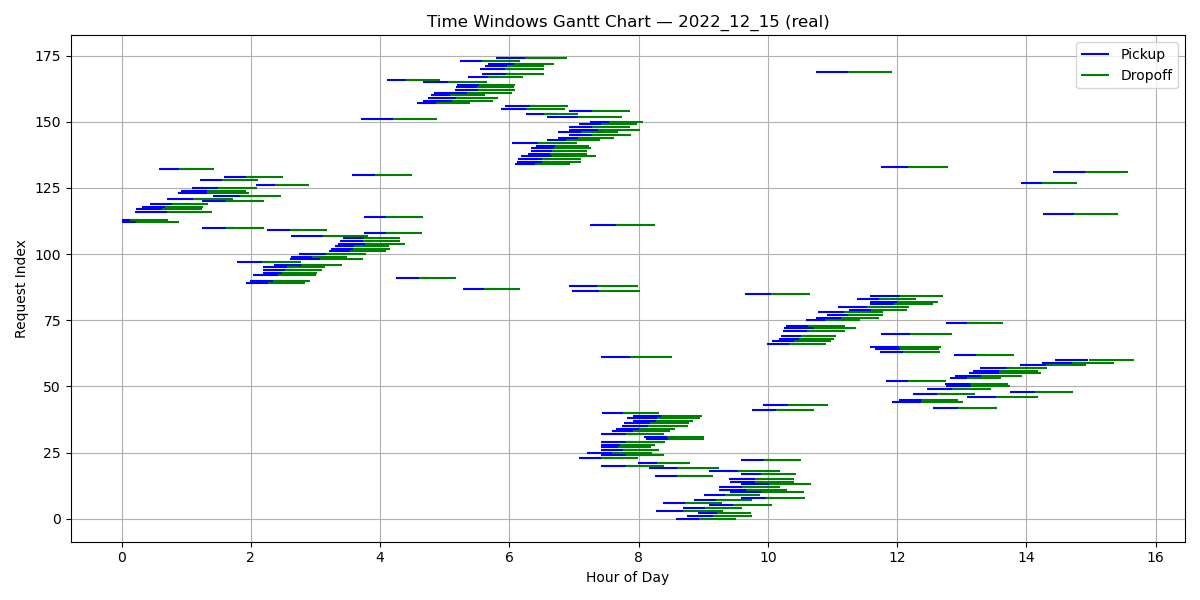 Time Windows Gantt Chart — 2022_12_15 (real)
Pickup
Dropoff
Request Index
175
150
125
100
75
50
25
0
0 2 4 6 8 10 12 14 16
Hour of Day